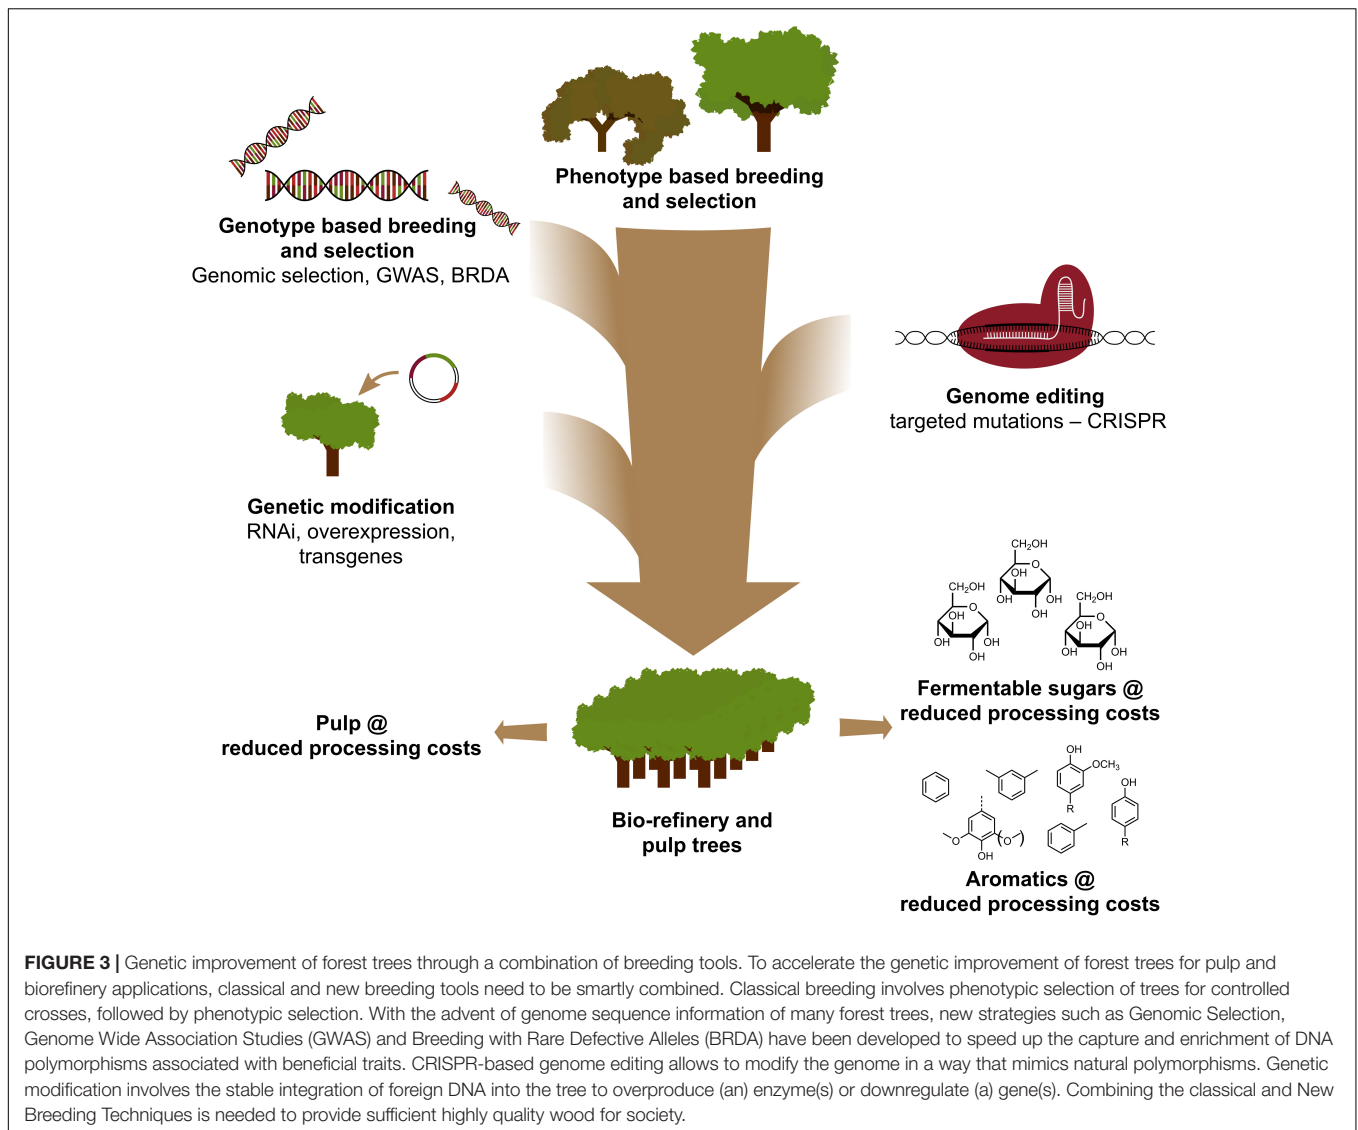 Phenotype based breeding
and selection
Genotype based breeding
and selection
Genomic selection, GWAS, BRDA
Genome editing
targeted mutations – CRISPR
Genetic modification
RNAi, overexpression,
transgenes
CH2OH
O
OH
OH
OH
OH
CH2OH
O
OH
OH
OH
OH
CH2OH
O
OH
OH
OH
OH
Fermentable sugars @
reduced processing costs
Pulp @
reduced processing costs
Bio-refinery and
pulp trees
OH
OCH3
R
OH
R
O
(O)
OH
Aromatics @
reduced processing costs
FIGURE 3 | Genetic improvement of forest trees through a combination of breeding tools. To accelerate the genetic improvement of forest trees for pulp and
biorefinery applications, classical and new breeding tools need to be smartly combined. Classical breeding involves phenotypic selection of trees for controlled
crosses, followed by phenotypic selection. With the advent of genome sequence information of many forest trees, new strategies such as Genomic Selection,
Genome Wide Association Studies (GWAS) and Breeding with Rare Defective Alleles (BRDA) have been developed to speed up the capture and enrichment of DNA
polymorphisms associated with beneficial traits. CRISPR-based genome editing allows to modify the genome in a way that mimics natural polymorphisms. Genetic
modification involves the stable integration of foreign DNA into the tree to overproduce (an) enzyme(s) or downregulate (a) gene(s). Combining the classical and New
Breeding Techniques is needed to provide sufficient highly quality wood for society.